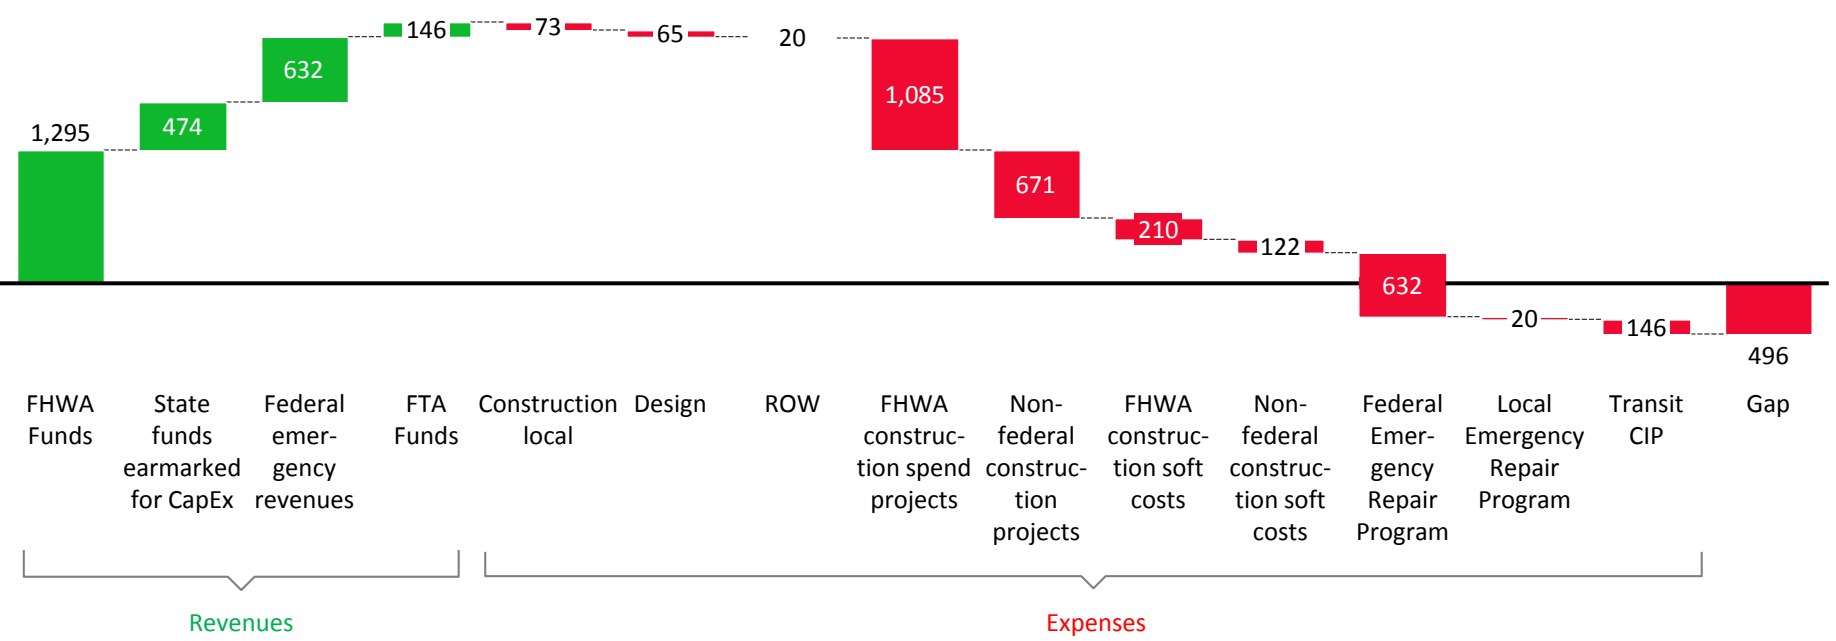 1,295
474
632
146
73
65
20
1,085
671
210
122
632
20
146
496
FHWA
Funds
State
funds
earmarked
for CapEx
Federal
emer-
gency
revenues
FTA
Funds
Construction
local
Design
ROW
FHWA
construc-
tion spend
projects
Non-
federal
construc-
tion
projects
FHWA
construc-
tion soft
costs
Non-
federal
construc-
tion soft
costs
Federal
Emer-
gency
Repair
Program
Local
Emergency
Repair
Program
Transit
CIP
Gap
Revenues
Expenses